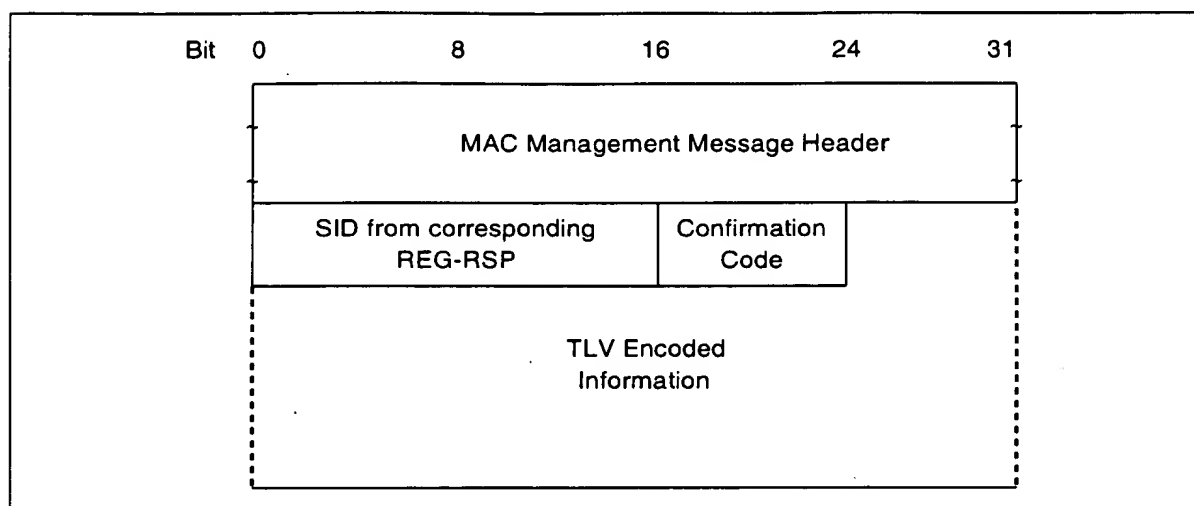 Bit 0 8 16 24 31
MAC Management Message Header
SID from corresponding Confirmation
REG-RSP Code
TLV Encoded
Information